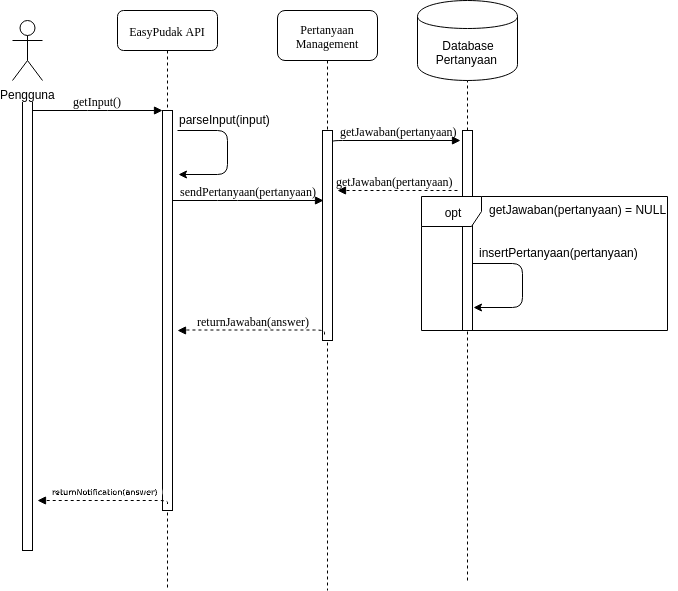 EasyPudak API
Pertanyaan
Management
Database
Pertanyaan
Pengguna
getInput()
parseInput(input)
getJawaban(pertanyaan)
getJawaban(pertanyaan)
sendPertanyaan(pertanyaan)
opt
getJawaban(pertanyaan) = NULL
insertPertanyaan(pertanyaan)
returnJawaban(answer)
returnNotification(answer)